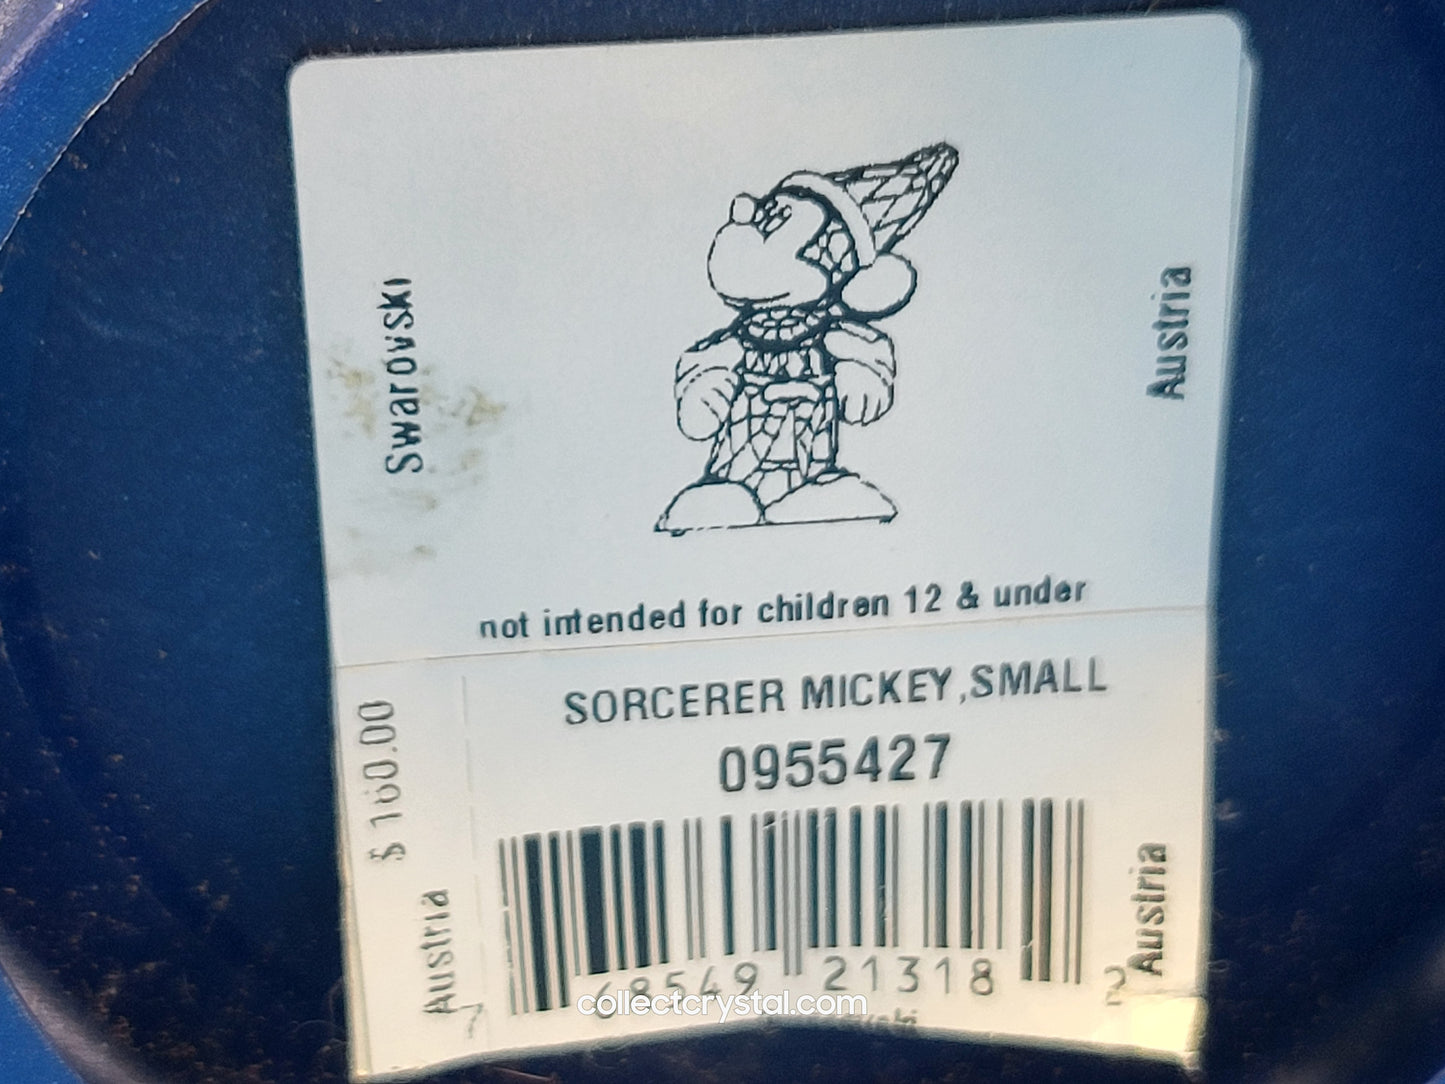 Swarovski
Austria
not intended for children 12 & under
SORCERER MICKEY,SMALL
0955427
$ 160.00
Austria
Austria
68549 21318 2
collectcrystal.com